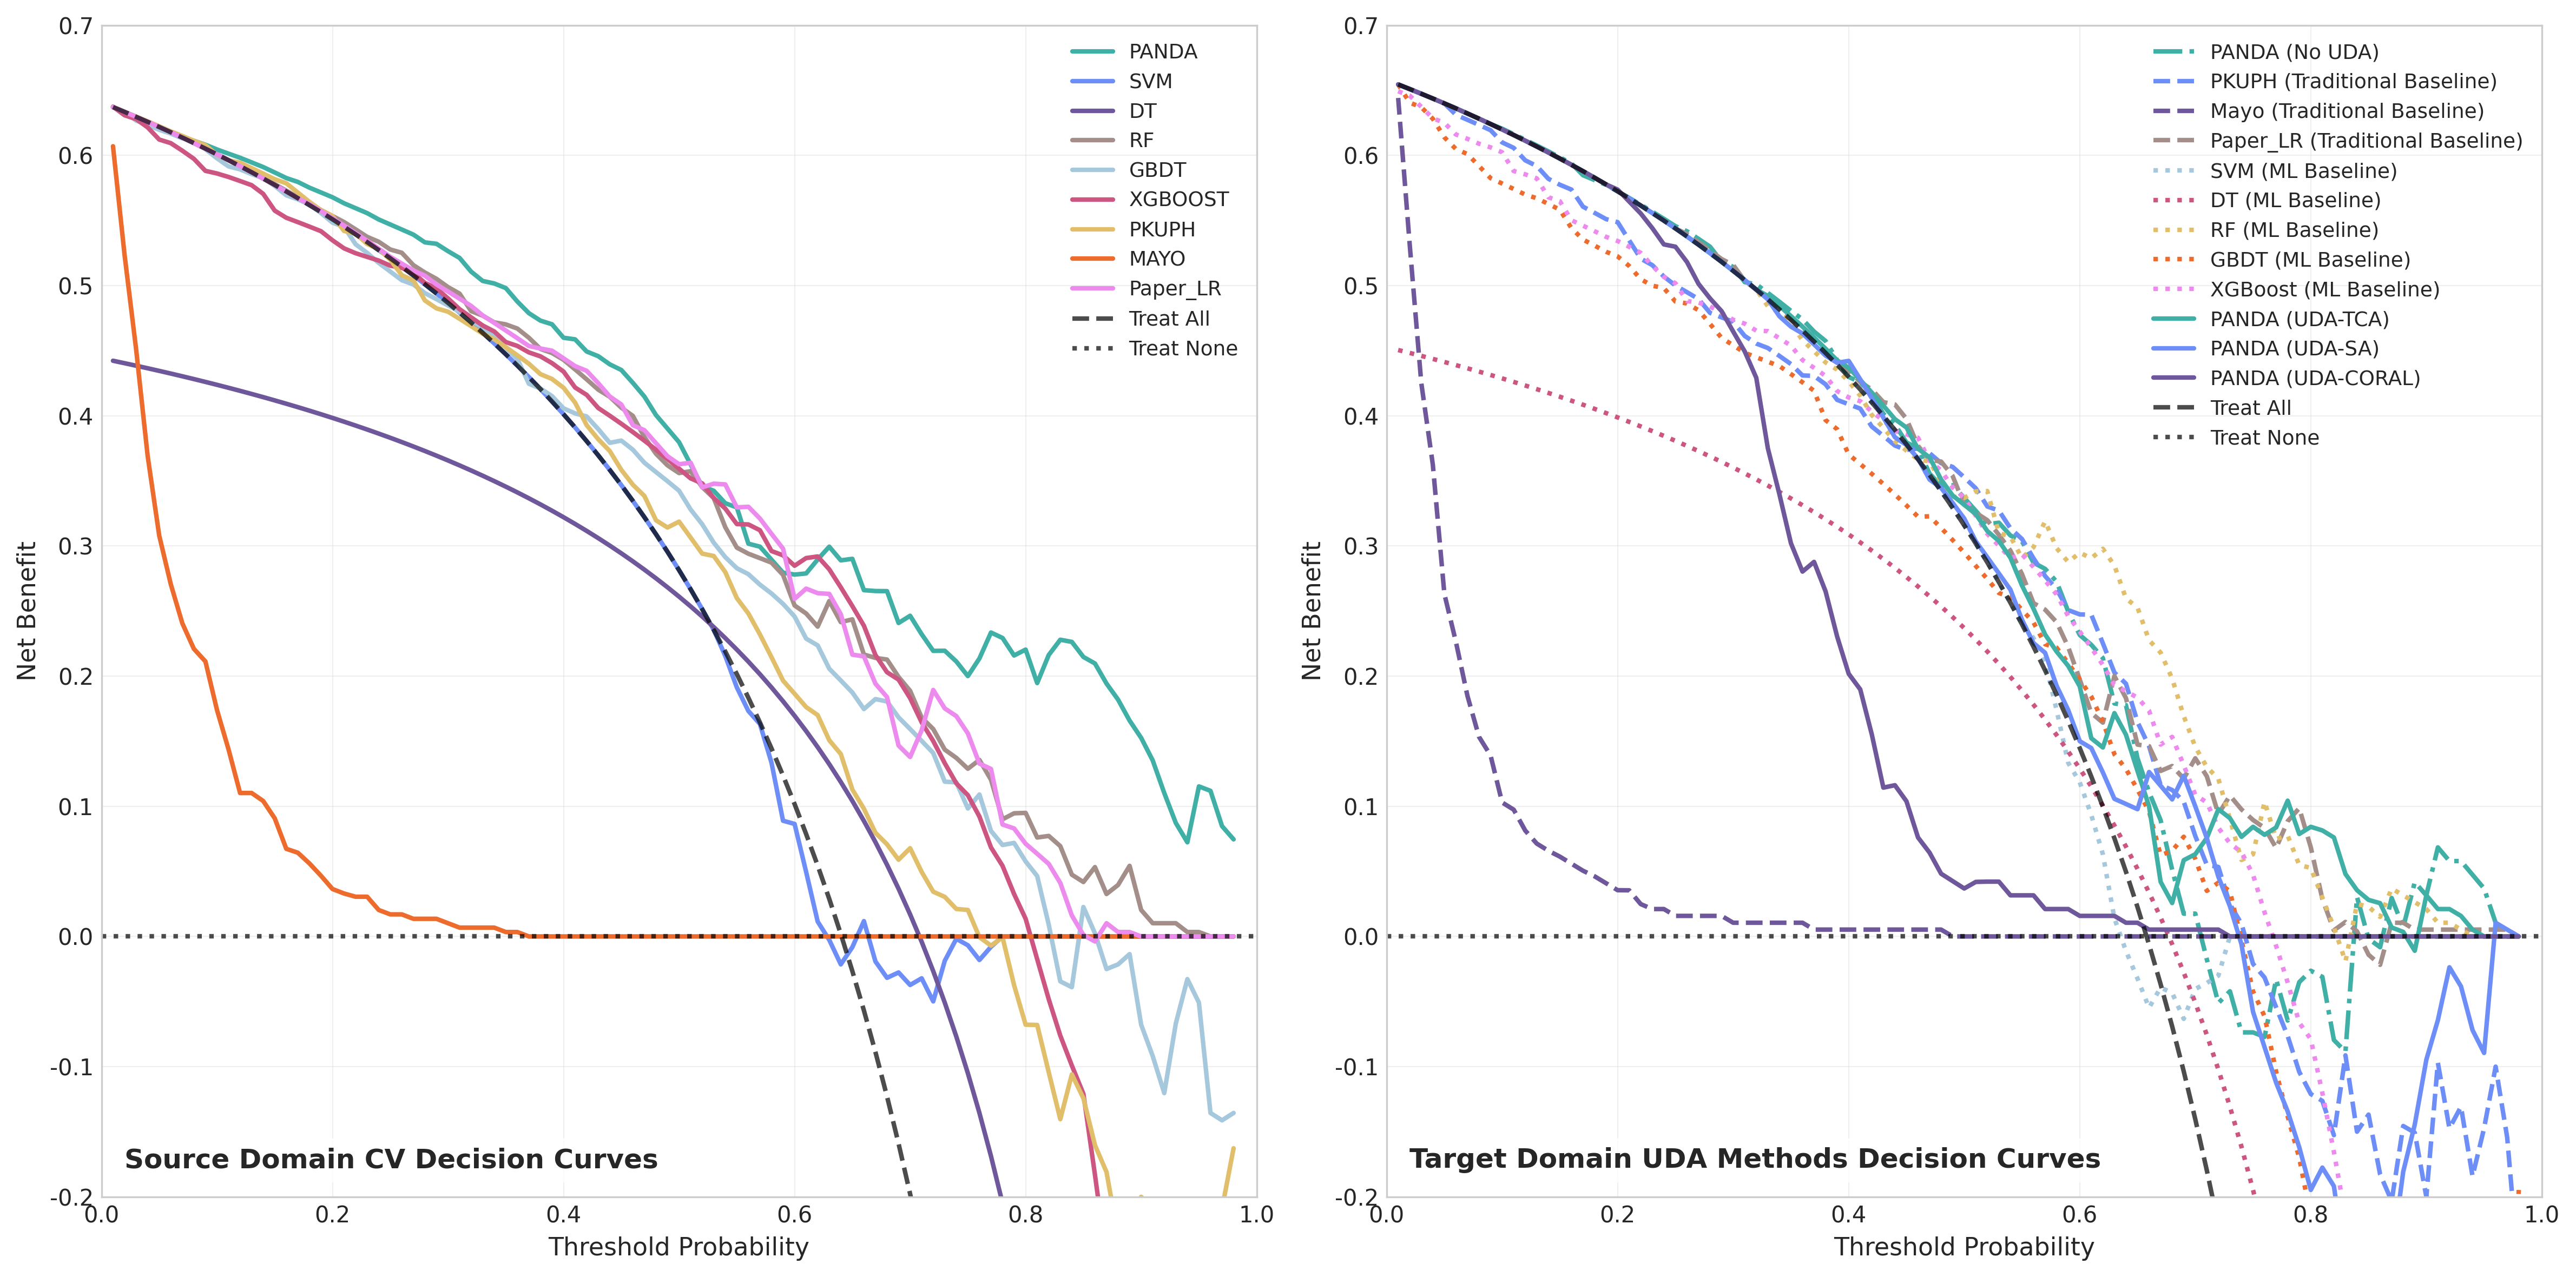 0.7
0.6
0.5
0.4
0.3
0.2
0.1
0.0
-0.1
-0.2
Net Benefit
PANDA
SVM
DT
RF
GBDT
XGBOOST
PKUPH
MAYO
Paper_LR
Treat All
Treat None
Source Domain CV Decision Curves
0.0 0.2 0.4 0.6 0.8 1.0
Threshold Probability
0.7
0.6
0.5
0.4
0.3
0.2
0.1
0.0
-0.1
-0.2
Net Benefit
PANDA (No UDA)
PKUPH (Traditional Baseline)
Mayo (Traditional Baseline)
Paper_LR (Traditional Baseline)
SVM (ML Baseline)
DT (ML Baseline)
RF (ML Baseline)
GBDT (ML Baseline)
XGBoost (ML Baseline)
PANDA (UDA-TCA)
PANDA (UDA-SA)
PANDA (UDA-CORAL)
Treat All
Treat None
Target Domain UDA Methods Decision Curves
0.0 0.2 0.4 0.6 0.8 1.0
Threshold Probability